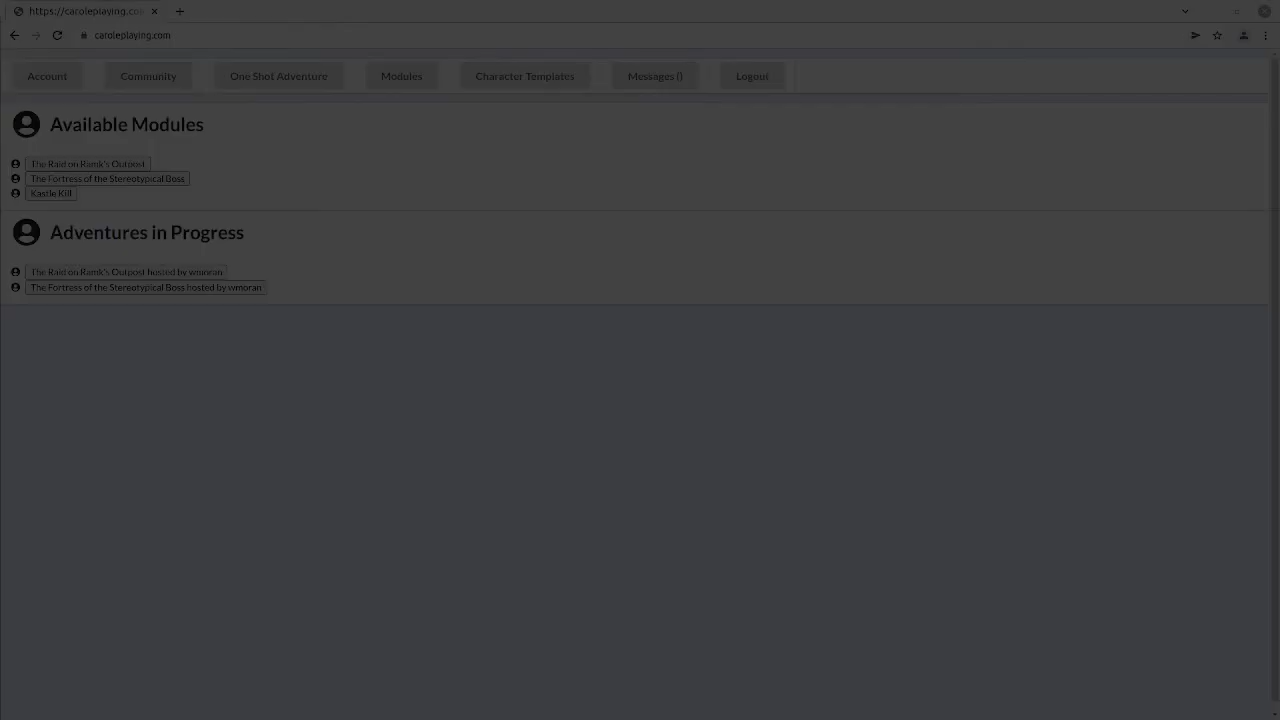 https://caroleplaying.co
caroleplaying.com
Account Community One Shot Adventure Modules Character Templates Messages () Logout
Available Modules
The Raid on Ramk's Outpost
The Fortress of the Stereotypical Boss
Kastle Kill
Adventures in Progress
The Raid on Ramk's Outpost hosted by wmoran
The Fortress of the Stereotypical Boss hosted by wmoran